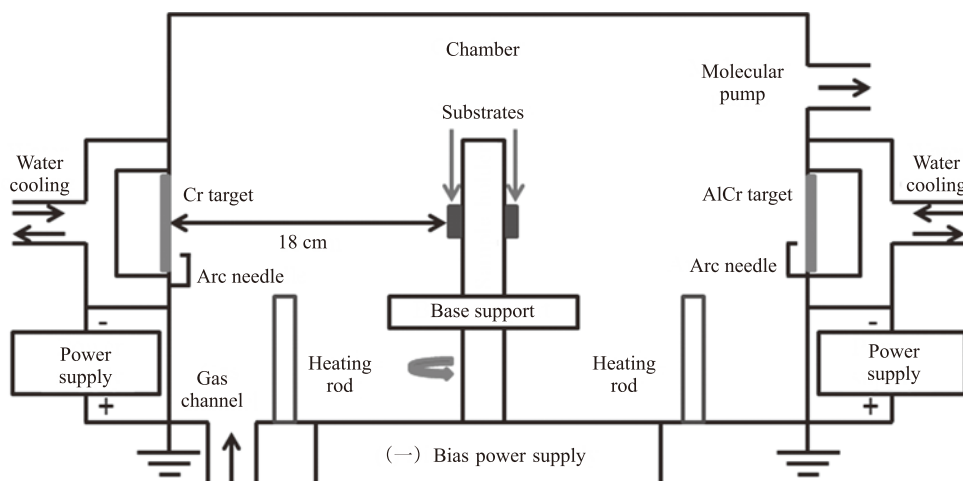 Chamber
Molecular
pump
Substrates
Water
cooling
Cr target
AlCr target
Water
cooling
18 cm
Arc needle
Arc needle
Base support
-
Power
supply
+
Heating
rod
Heating
rod
-
Power
supply
+
Gas
channel
(一) Bias power supply